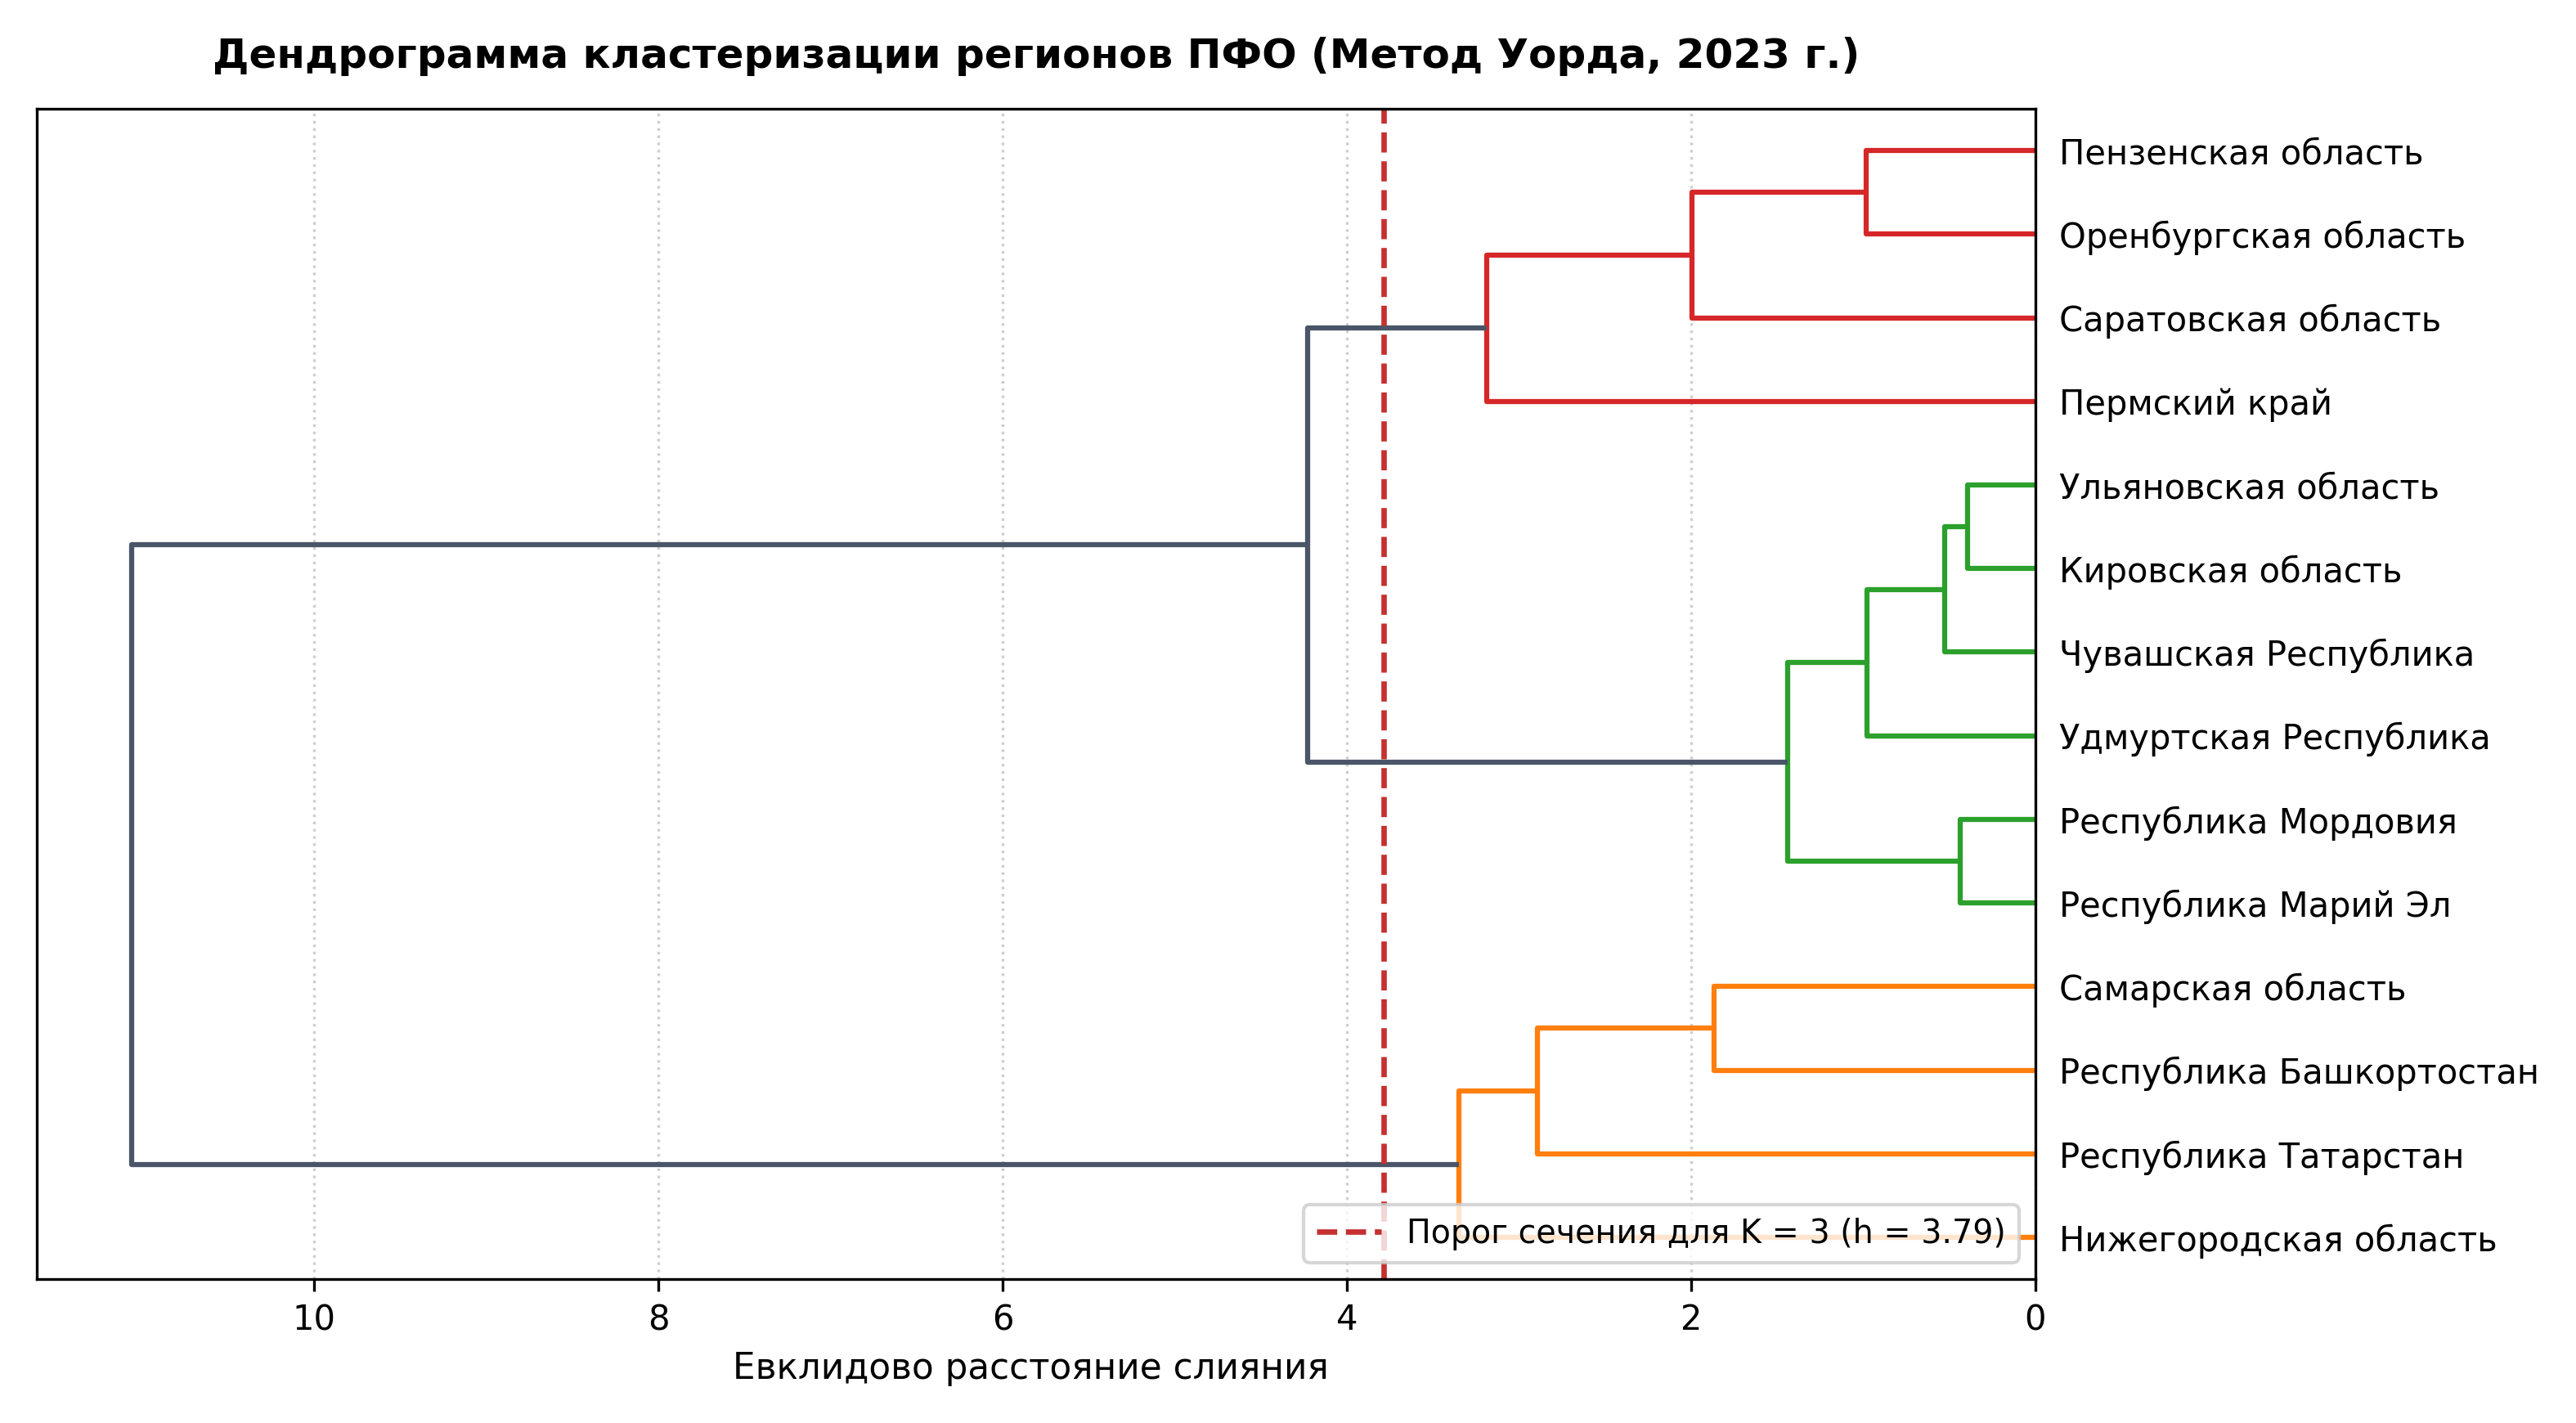 Дендрограмма кластеризации регионов ПФО (Метод Уорда, 2023 г.)
Пензенская область
Оренбургская область
Саратовская область
Пермский край
Ульяновская область
Кировская область
Чувашская Республика
Удмуртская Республика
Республика Мордовия
Республика Марий Эл
Самарская область
Республика Башкортостан
Республика Татарстан
Порог сечения для K = 3 (h = 3.79)
Нижегородская область
10 8 6 4 2 0
Евклидово расстояние слияния